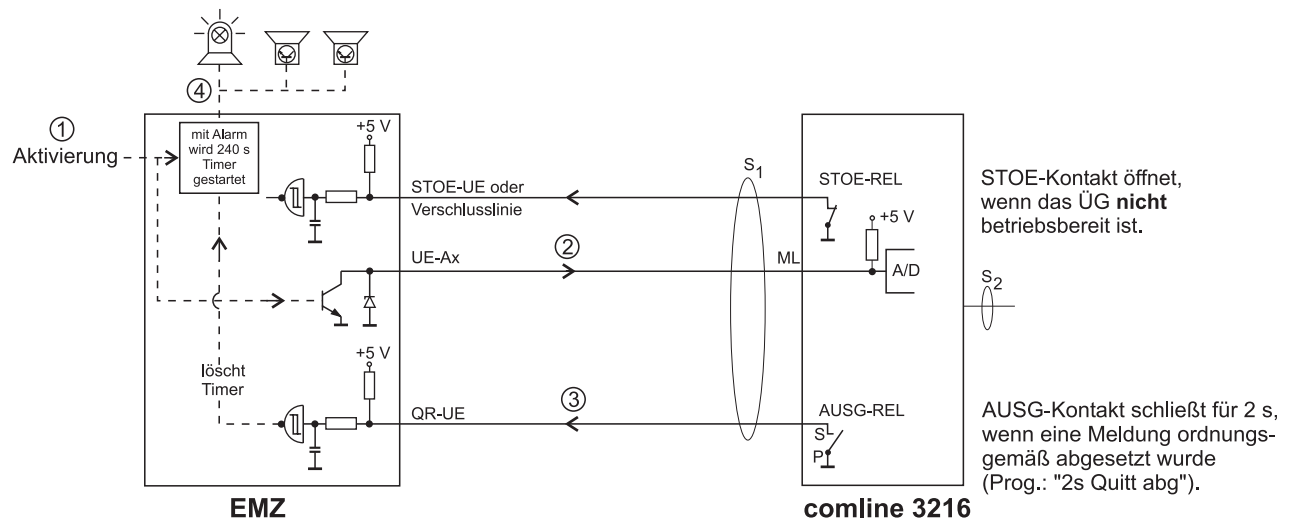 ④
①
Aktivierung
mit Alarm
wird 240 s
Timer
gestartet
+5 V
STOE-UE oder
Verschlusslinie
S1
STOE-REL
STOE-Kontakt öffnet,
wenn das ÜG nicht
betriebsbereit ist.
+5 V
UE-Ax
②
ML
A/D
S2
löscht
Timer
+5 V
QR-UE
③
AUSG-REL
S
P
AUSG-Kontakt schließt für 2 s,
wenn eine Meldung ordnungs-
gemäß abgesetzt wurde
(Prog.: "2s Quitt abg").
EMZ
comline 3216